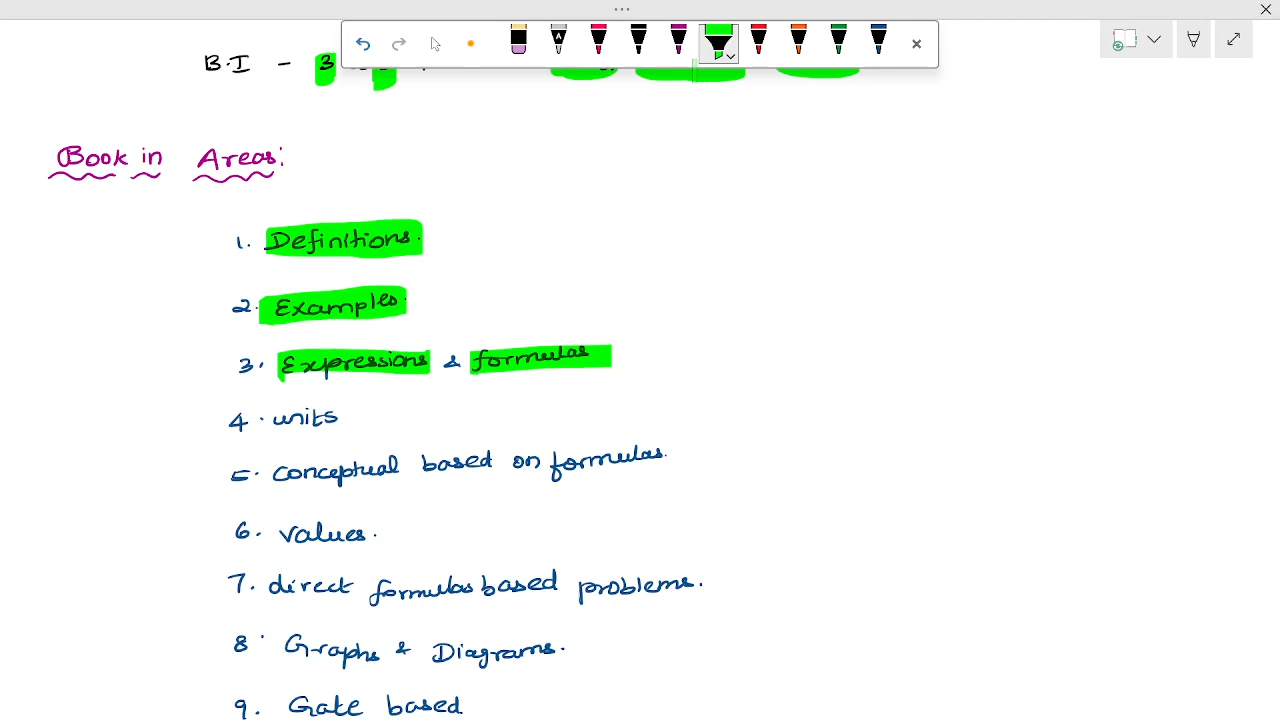 B.I - 3
Book in Areas:
1. Definitions.
2. Examples.
3. Expressions & formulas
4. units
5. conceptual based on formulas.
6. values.
7. direct formulas based problems.
8. Graphs & Diagrams.
9. Gate based